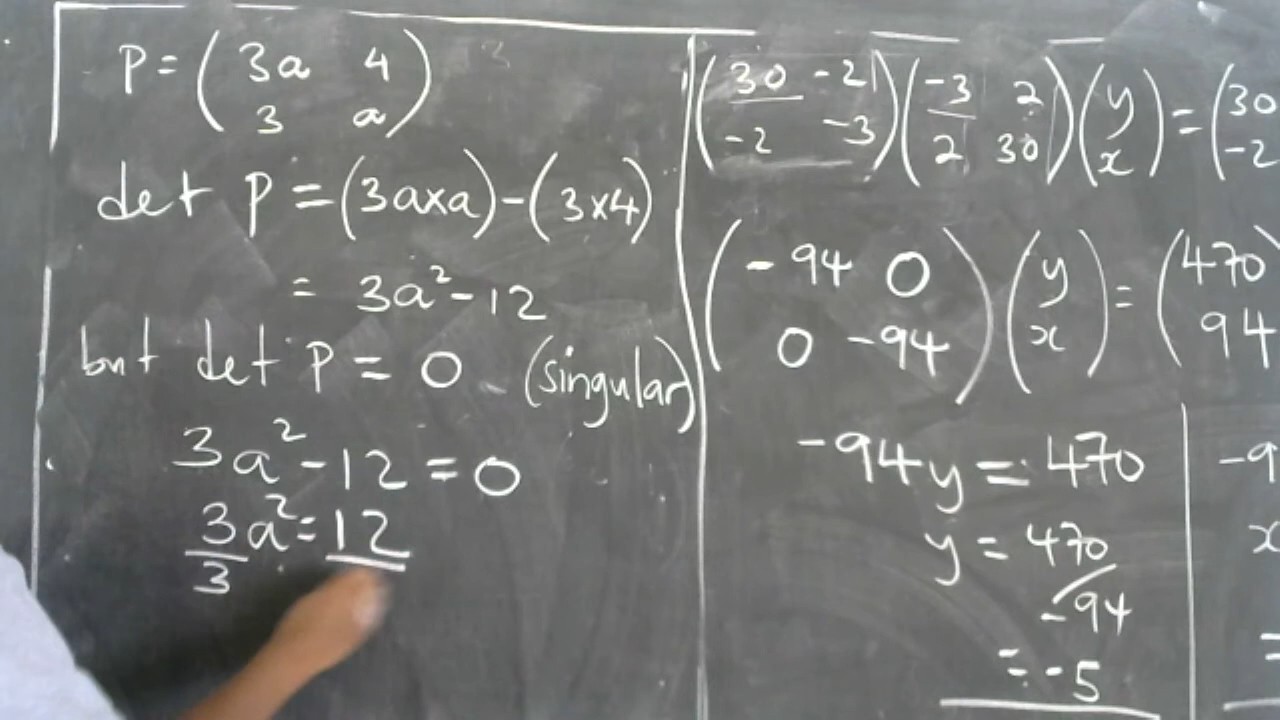 P = ( 3a 4
3 a )
det P = (3a×a) - (3×4)
= 3a² - 12
but det P = 0 (singular)
3a² - 12 = 0
3a² = 12
3
( 30 -2
-2 -3 ) ( -3 2
2 30 ) ( y
x ) = ( 30
-2
( -94 0
0 -94 ) ( y
x ) = ( 470
94
-94y = 470
y = 470
-94
= -5
-9
x
=